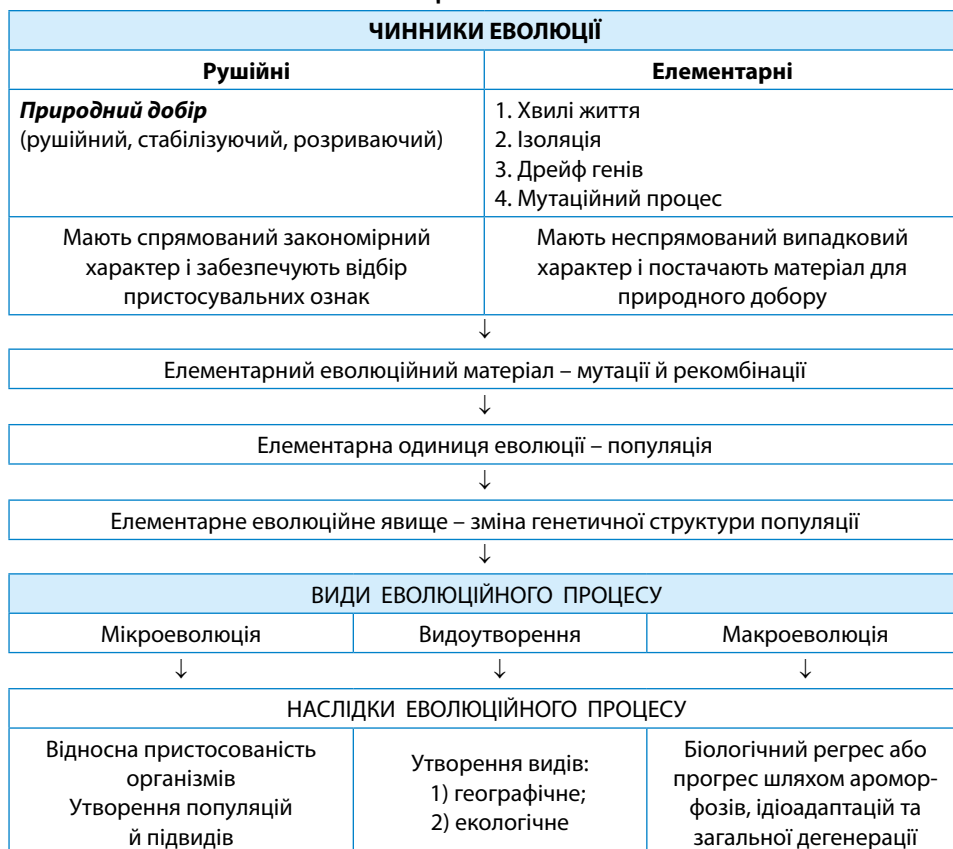 ЧИННИКИ ЕВОЛЮЦІЇ
Рушійні
Елементарні
Природний добір
(рушійний, стабілізуючий, розриваючий)
1. Хвилі життя
2. Ізоляція
3. Дрейф генів
4. Мутаційний процес
Мають спрямований закономірний
характер і забезпечують відбір
пристосувальних ознак
Мають неспрямований випадковий
характер і постачають матеріал для
природного добору
↓
Елементарний еволюційний матеріал – мутації й рекомбінації
↓
Елементарна одиниця еволюції – популяція
↓
Елементарне еволюційне явище – зміна генетичної структури популяції
↓
ВИДИ ЕВОЛЮЦІЙНОГО ПРОЦЕСУ
Мікроеволюція
Видоутворення
Макроеволюція
↓ ↓ ↓
НАСЛІДКИ ЕВОЛЮЦІЙНОГО ПРОЦЕСУ
Відносна пристосованість
організмів
Утворення популяцій
й підвидів
Утворення видів:
1) географічне;
2) екологічне
Біологічний регрес або
прогрес шляхом аромор-
фозів, ідіоадаптацій та
загальної дегенерації